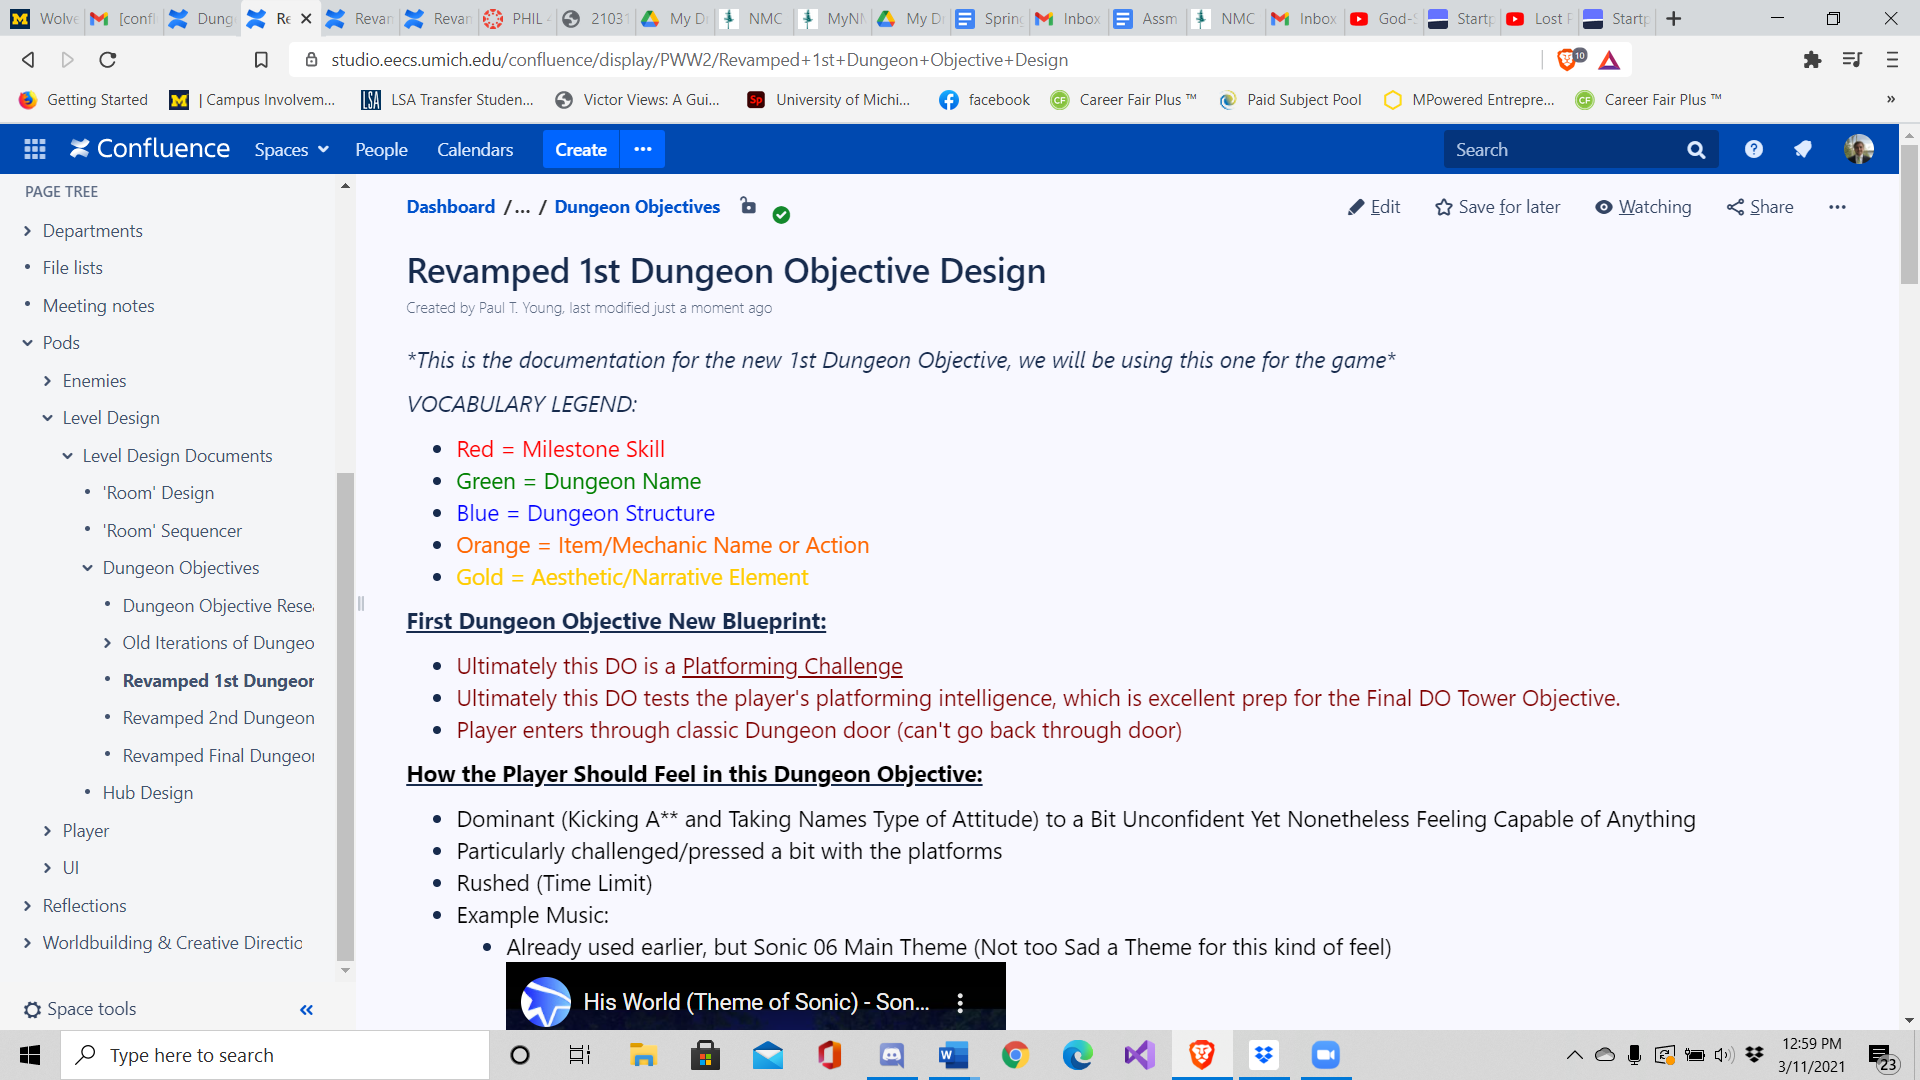 Wolve
[conf
Dung
Re
Revar
Revar
PHIL 4
21031
My Dr
NMC
MyNM
My Dr
Spring
Inbox
Assm
NMC
Inbox
God-S
Startp
Lost P
Startp
studio.eecs.umich.edu/confluence/display/PWW2/Revamped+1st+Dungeon+Objective+Design
10
Getting Started
| Campus Involvem...
LSA Transfer Studen...
Victor Views: A Gui...
University of Michi...
facebook
Career Fair Plus ™
Paid Subject Pool
MPowered Entrepre...
Career Fair Plus ™
»
Confluence
Spaces
People
Calendars
Create
Search
PAGE TREE
Departments
File lists
Meeting notes
Pods
Enemies
Level Design
Level Design Documents
'Room' Design
'Room' Sequencer
Dungeon Objectives
Dungeon Objective Rese
Old Iterations of Dungeo
Revamped 1st Dungeon
Revamped 2nd Dungeon
Revamped Final Dungeon
Hub Design
Player
UI
Reflections
Worldbuilding & Creative Directio
Space tools
Dashboard /... / Dungeon Objectives
Edit
Save for later
Watching
Share
Revamped 1st Dungeon Objective Design
Created by Paul T. Young, last modified just a moment ago
*This is the documentation for the new 1st Dungeon Objective, we will be using this one for the game*
VOCABULARY LEGEND:
• Red = Milestone Skill
• Green = Dungeon Name
• Blue = Dungeon Structure
• Orange = Item/Mechanic Name or Action
• Gold = Aesthetic/Narrative Element
First Dungeon Objective New Blueprint:
• Ultimately this DO is a Platforming Challenge
• Ultimately this DO tests the player's platforming intelligence, which is excellent prep for the Final DO Tower Objective.
• Player enters through classic Dungeon door (can't go back through door)
How the Player Should Feel in this Dungeon Objective:
• Dominant (Kicking A** and Taking Names Type of Attitude) to a Bit Unconfident Yet Nonetheless Feeling Capable of Anything
• Particularly challenged/pressed a bit with the platforms
• Rushed (Time Limit)
• Example Music:
• Already used earlier, but Sonic 06 Main Theme (Not too Sad a Theme for this kind of feel)
His World (Theme of Sonic) - Son...
Type here to search
12:59 PM
3/11/2021
23